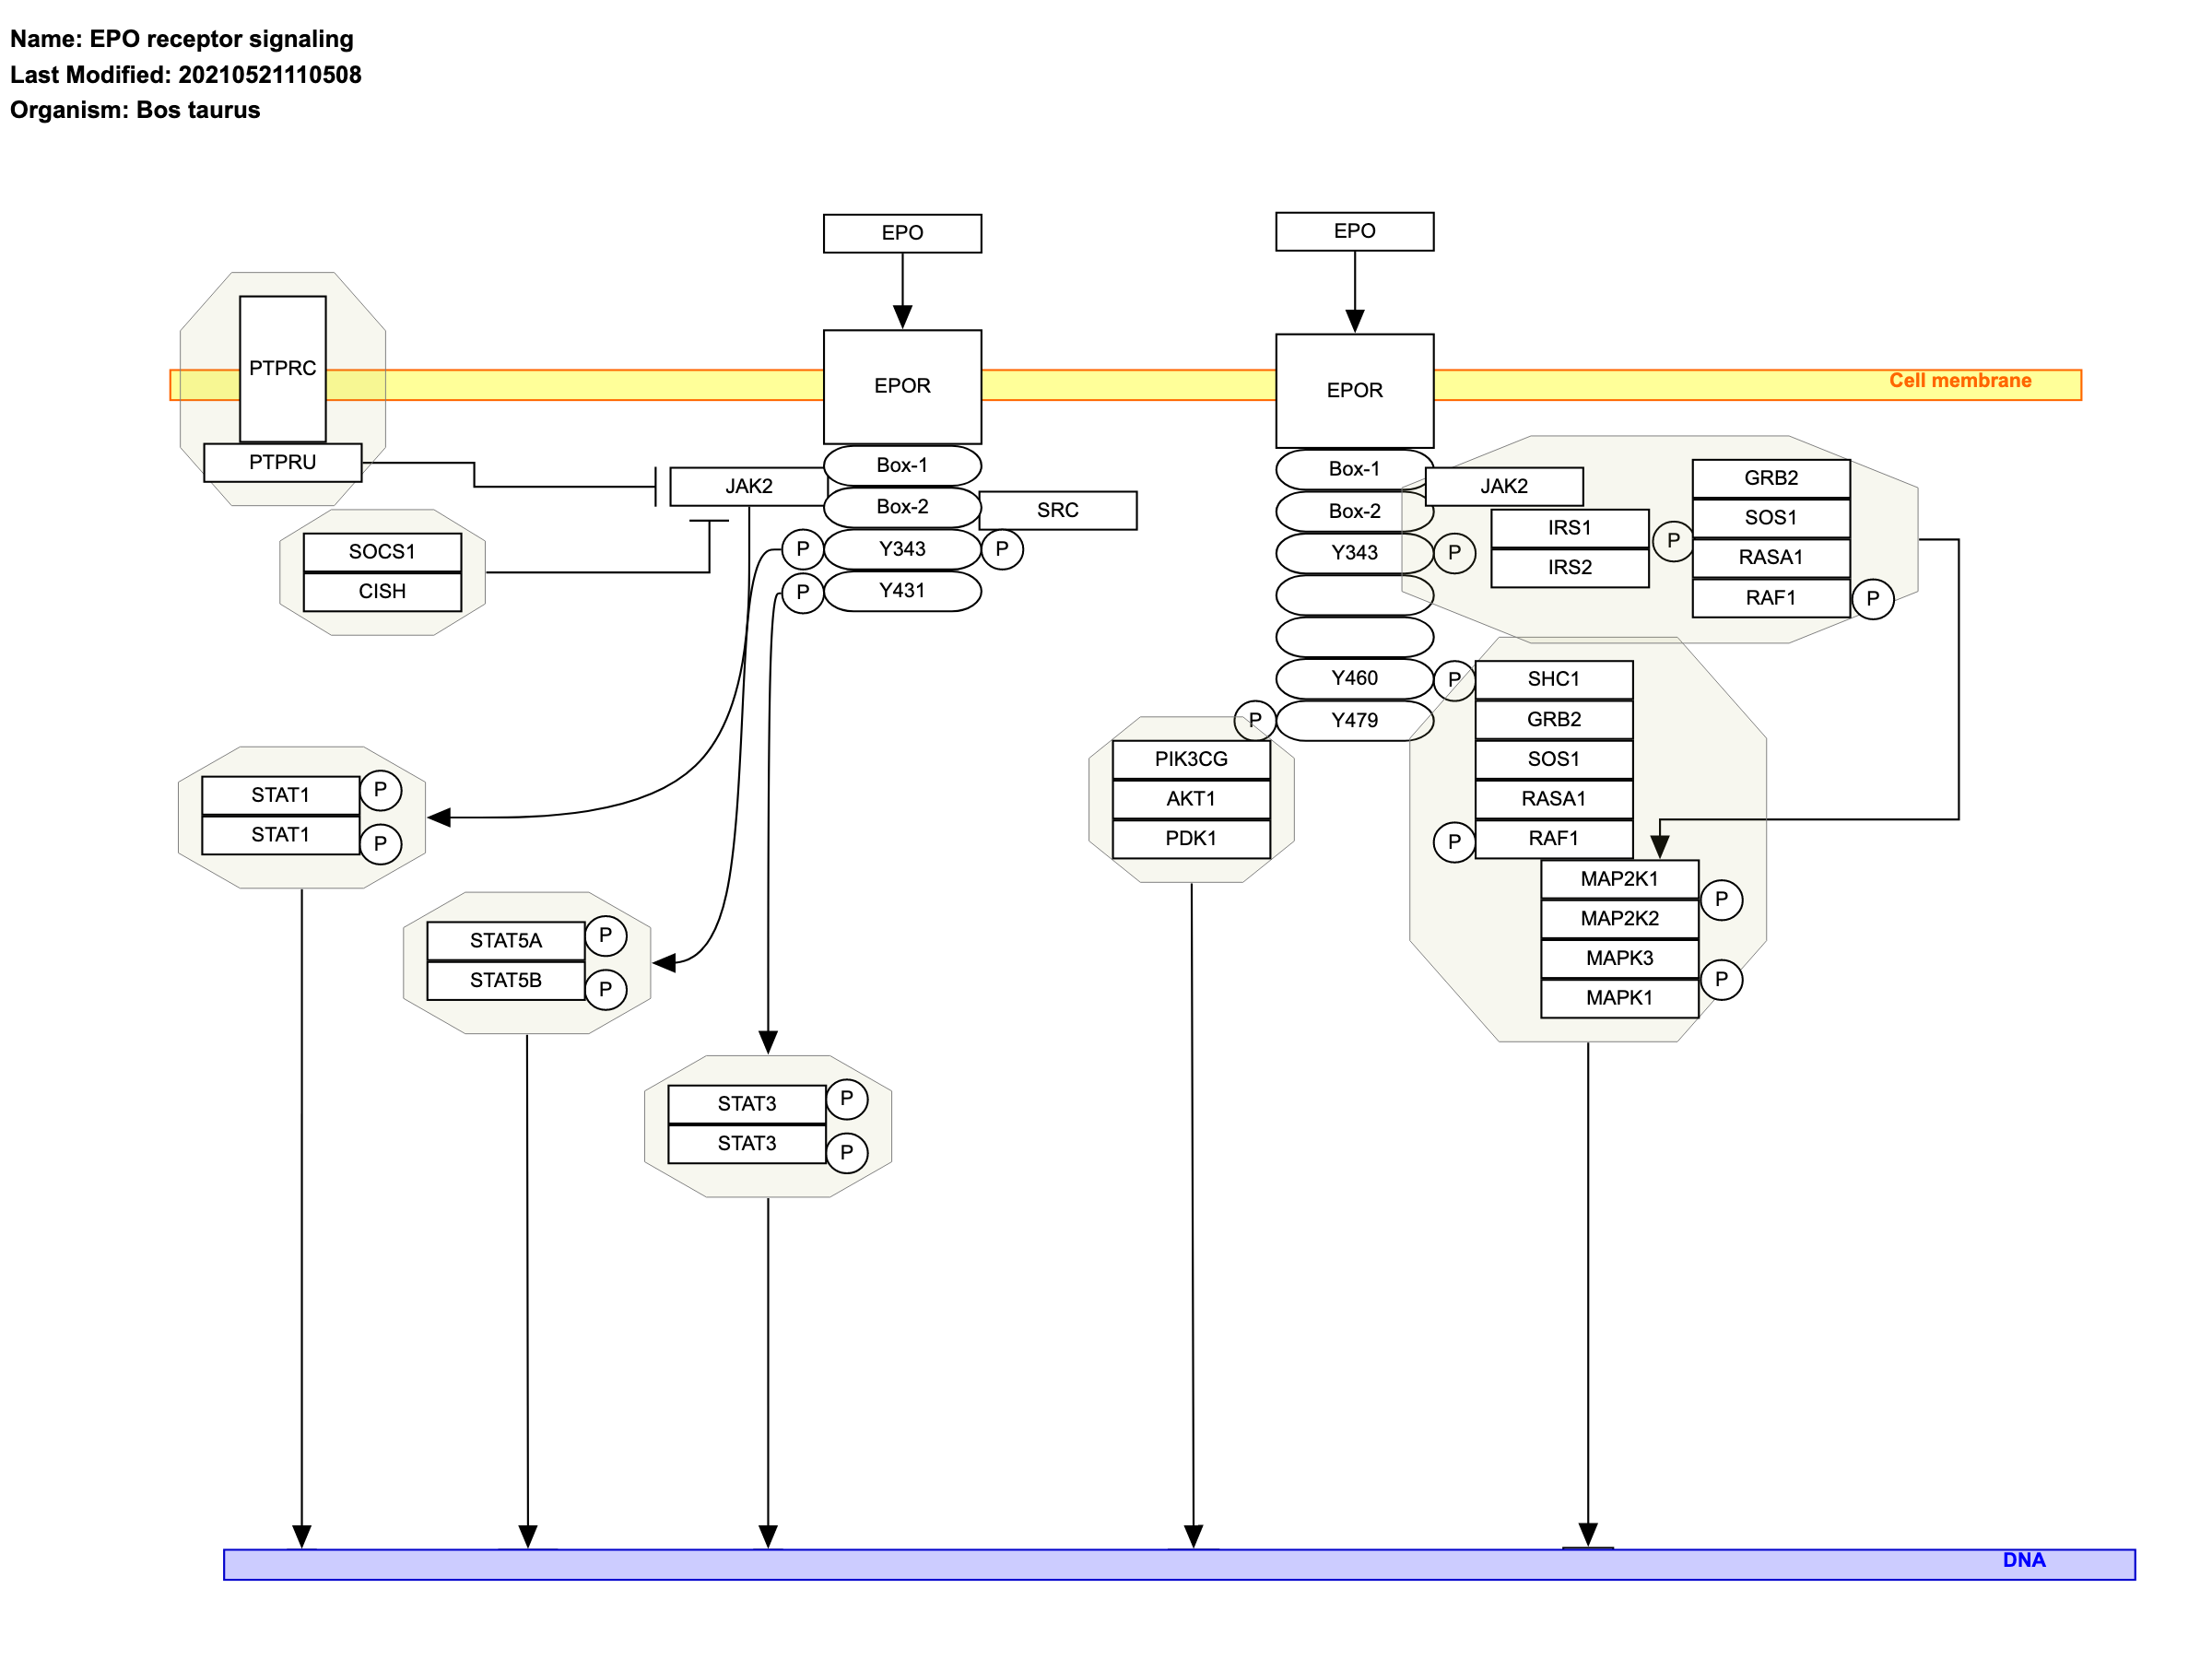 Name: EPO receptor signaling
Last Modified: 20210521110508
Organism: Bos taurus
EPO
EPO
PTPRC
EPOR
EPOR
Cell membrane
PTPRU
JAK2
Box-1
Box-2
SRC
P
Y343
P
P
Y431
SOCS1
CISH
Box-1
Box-2
Y343
P
JAK2
IRS1
IRS2
P
GRB2
SOS1
RASA1
RAF1
P
Y460
P
P
Y479
SHC1
GRB2
SOS1
RASA1
P
RAF1
MAP2K1
MAP2K2
MAPK3
MAPK1
P
P
PIK3CG
AKT1
PDK1
STAT1
STAT1
P
P
STAT5A
STAT5B
P
P
STAT3
STAT3
P
P
DNA